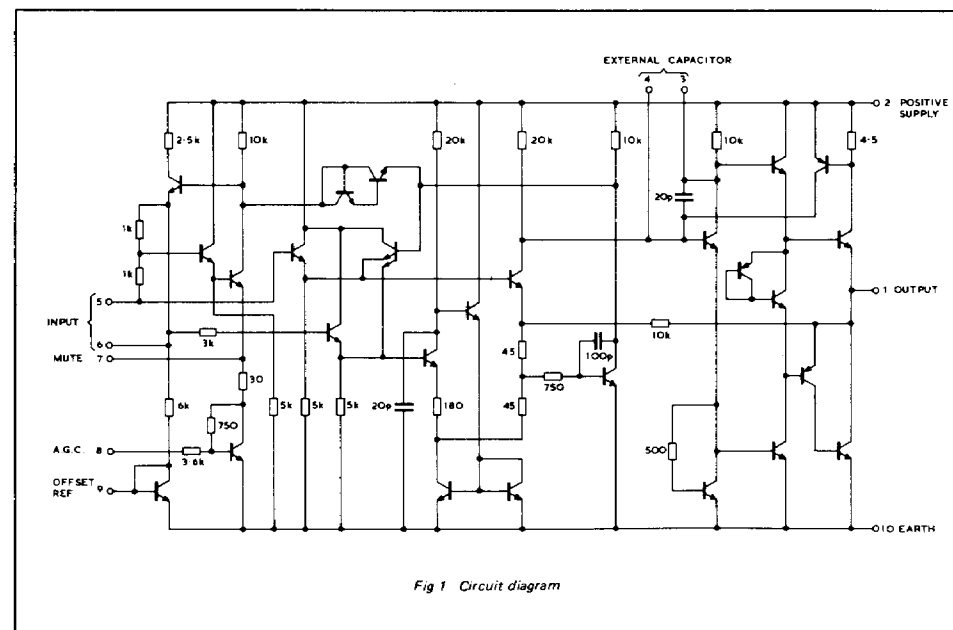 EXTERNAL CAPACITOR
4 3
2 POSITIVE
SUPPLY
2·5k
10k
20k
20k
10k
10k
4·5
20p
1k
1k
5
INPUT
6
3k
MUTE 7
1 OUTPUT
10k
45
100p
750
30
6k
750
5k
5k
5k
20p
180
45
500
A.G.C. 8
3·6k
OFFSET
REF 9
10 EARTH
Fig 1 Circuit diagram